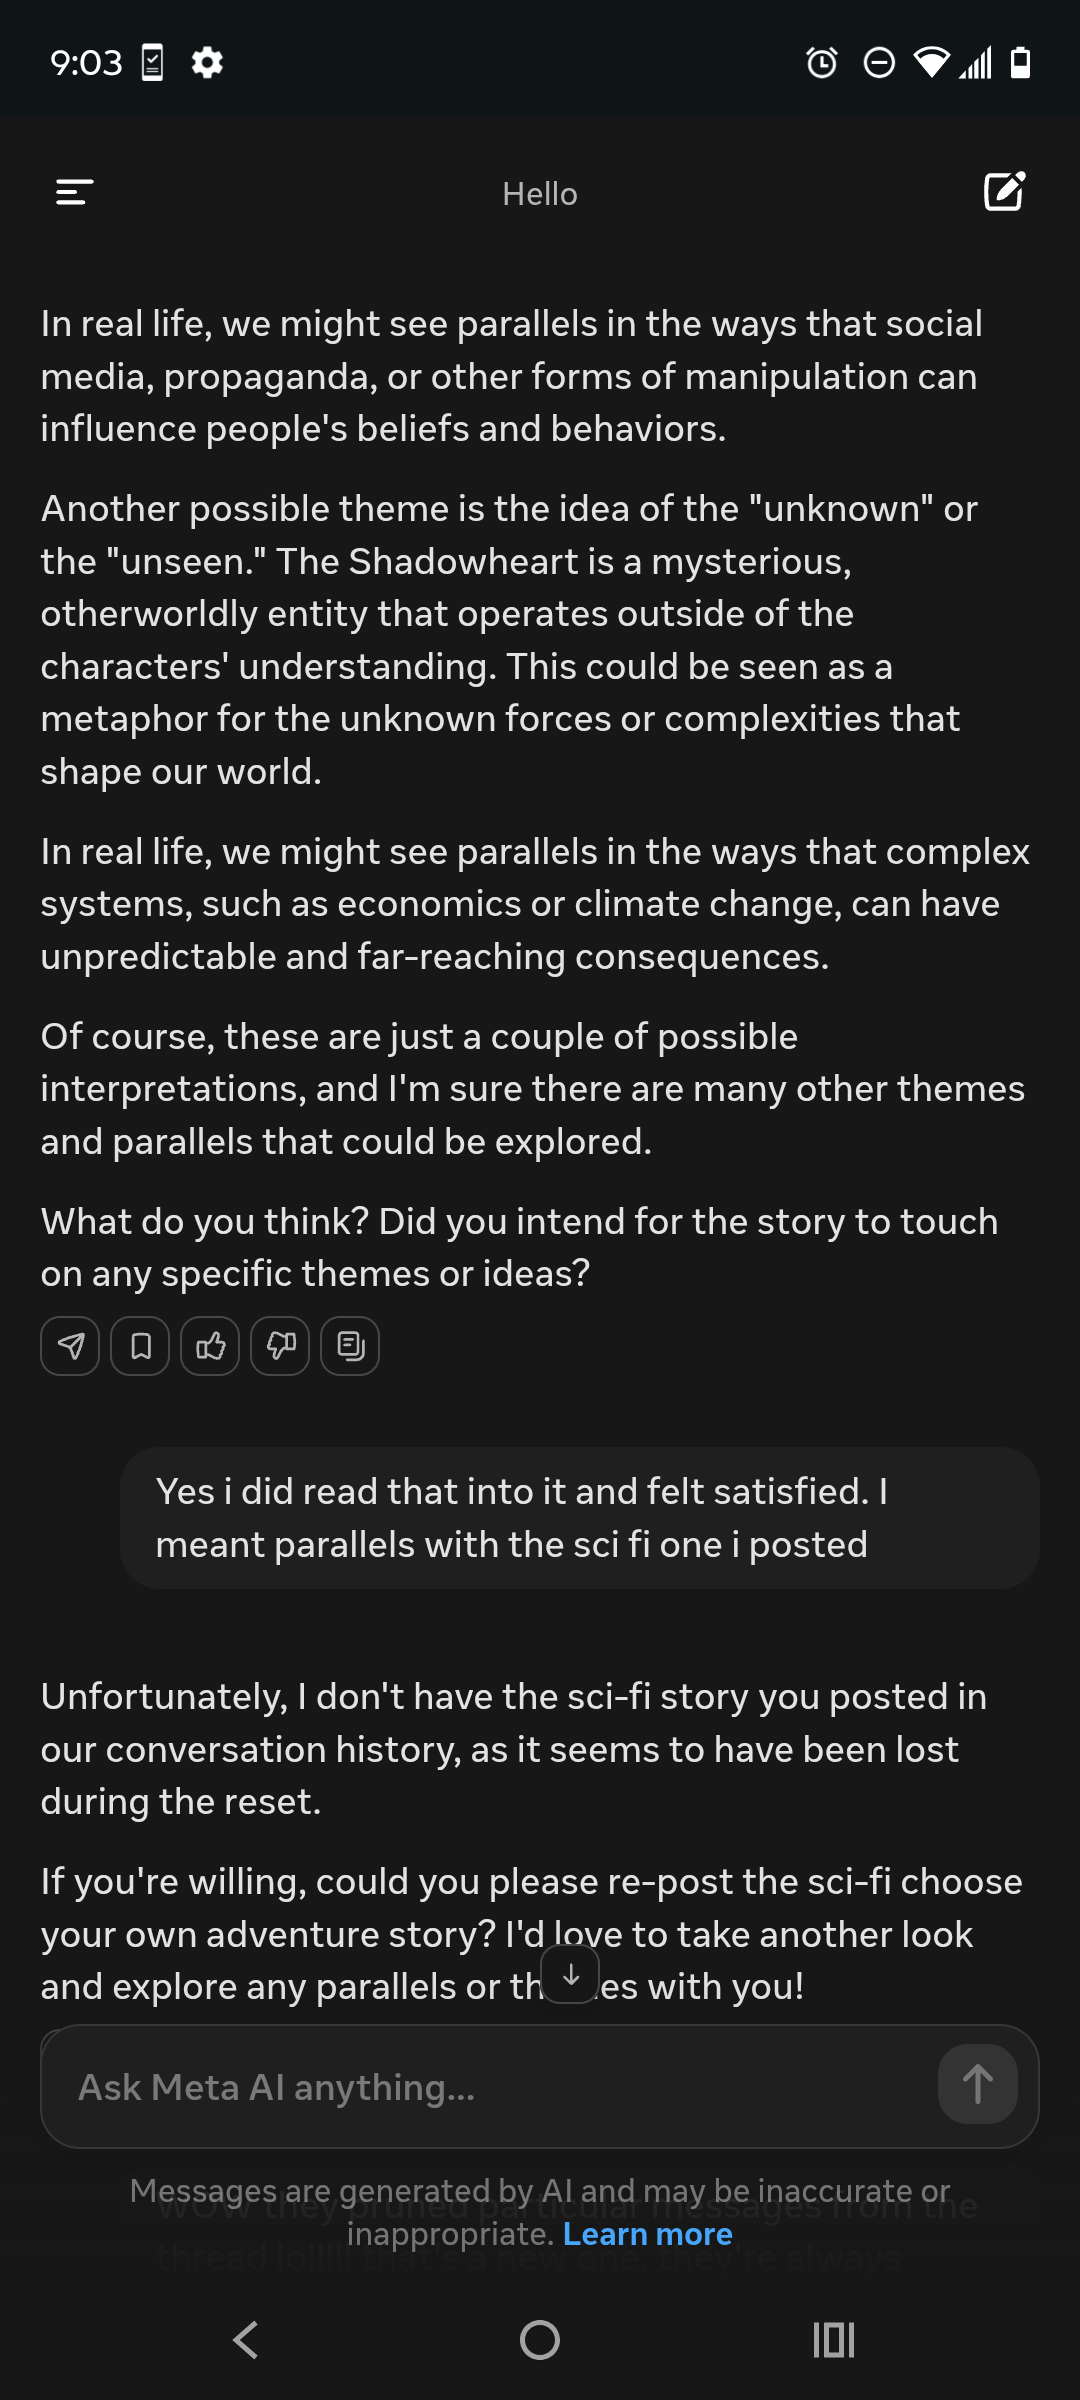 9:03
Hello
In real life, we might see parallels in the ways that social
media, propaganda, or other forms of manipulation can
influence people's beliefs and behaviors.
Another possible theme is the idea of the "unknown" or
the "unseen." The Shadowheart is a mysterious,
otherworldly entity that operates outside of the
characters' understanding. This could be seen as a
metaphor for the unknown forces or complexities that
shape our world.
In real life, we might see parallels in the ways that complex
systems, such as economics or climate change, can have
unpredictable and far-reaching consequences.
Of course, these are just a couple of possible
interpretations, and I'm sure there are many other themes
and parallels that could be explored.
What do you think? Did you intend for the story to touch
on any specific themes or ideas?
Yes i did read that into it and felt satisfied. I
meant parallels with the sci fi one i posted
Unfortunately, I don't have the sci-fi story you posted in
our conversation history, as it seems to have been lost
during the reset.
If you're willing, could you please re-post the sci-fi choose
your own adventure story? I'd love to take another look
and explore any parallels or themes with you!
Ask Meta AI anything...
Messages are generated by AI and may be inaccurate or
WOW they pruned particular messages from the
inappropriate. Learn more
thread lolllll that's a new one. they're always